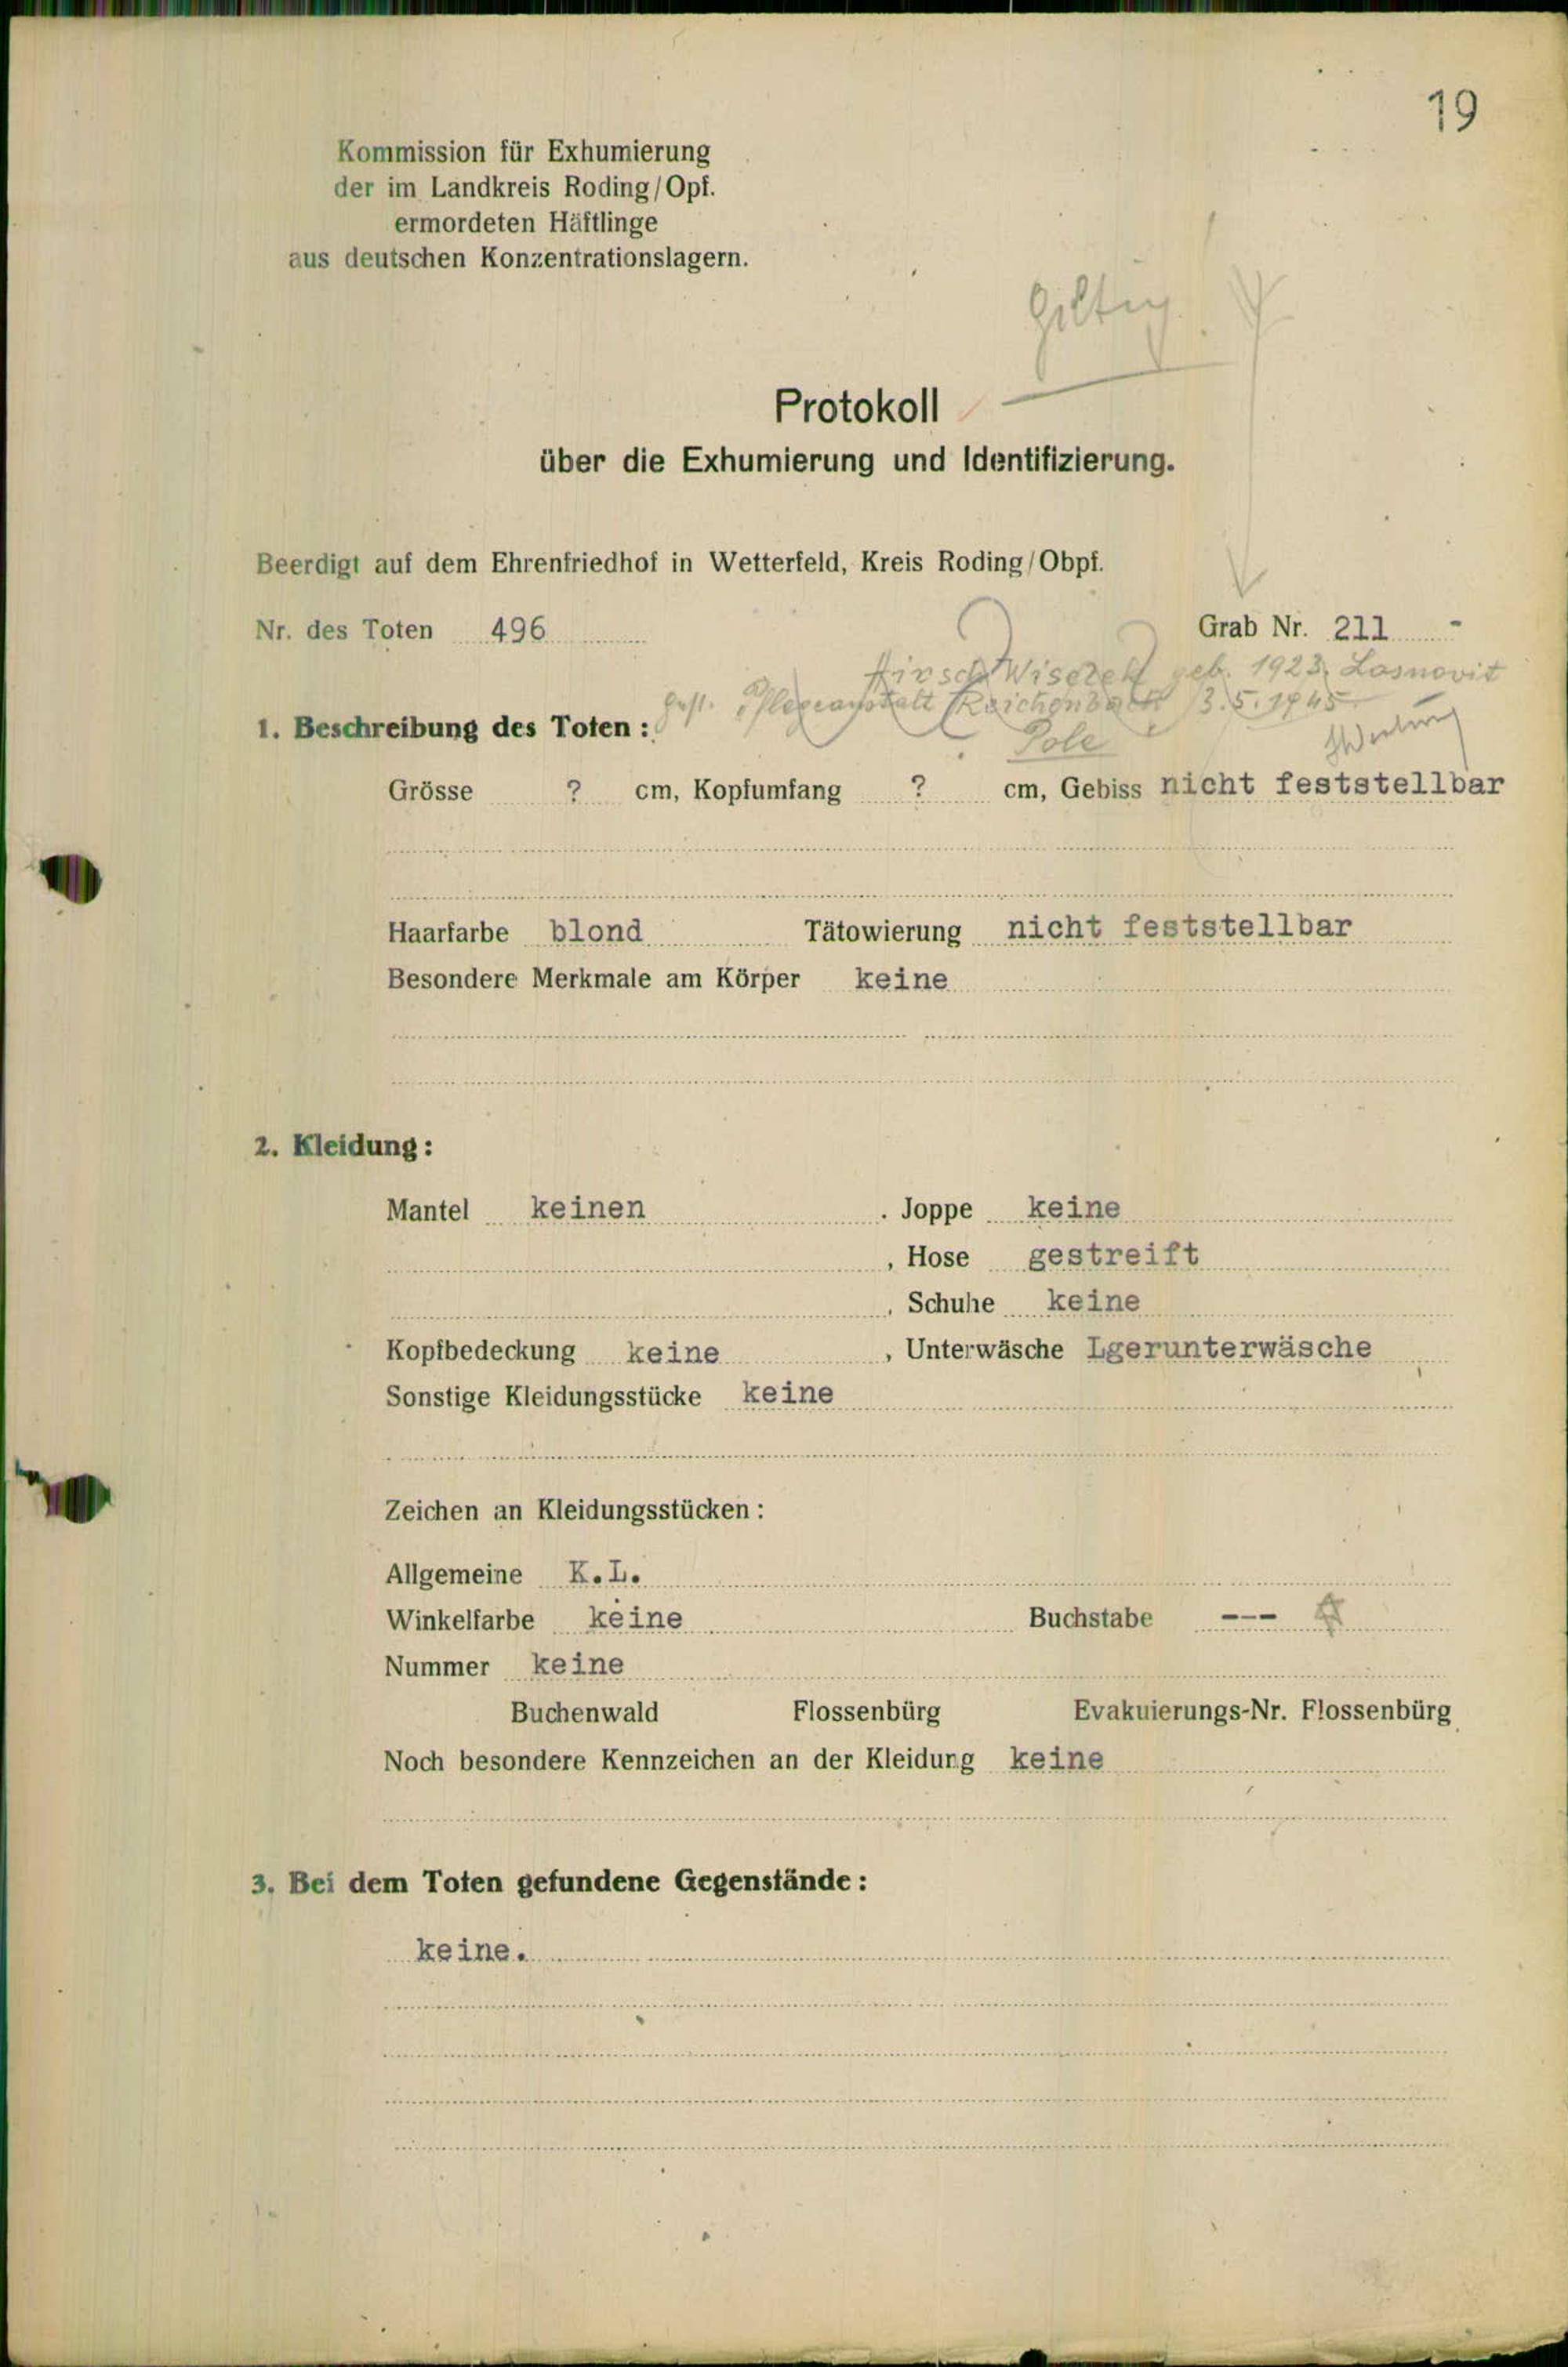 19
Kommission für Exhumierung
der im Landkreis Roding/Opf.
ermordeten Häftlinge
aus deutschen Konzentrationslagern.
Protokoll
über die Exhumierung und Identifizierung.
Beerdigt auf dem Ehrenfriedhof in Wetterfeld, Kreis Roding/Obpf.
Nr. des Toten 496 Grab Nr. 211 -
Hirsch geb. 1923, Losnovit
gest. Pflegeanstalt Reichenbach 3.5.1945
1. Beschreibung des Toten:
Pole
Grösse ? cm, Kopfumfang ? cm, Gebiss nicht feststellbar
Haarfarbe blond Tätowierung nicht feststellbar
Besondere Merkmale am Körper keine
2. Kleidung:
Mantel keinen . Joppe keine
, Hose gestreift
, Schuhe keine
Kopfbedeckung keine , Unterwäsche Lgerunterwäsche
Sonstige Kleidungsstücke keine
Zeichen an Kleidungsstücken:
Allgemeine K.L.
Winkelfarbe keine Buchstabe ---
Nummer keine
Buchenwald Flossenbürg Evakuierungs-Nr. Flossenbürg
Noch besondere Kennzeichen an der Kleidung keine
3. Bei dem Toten gefundene Gegenstände:
keine.